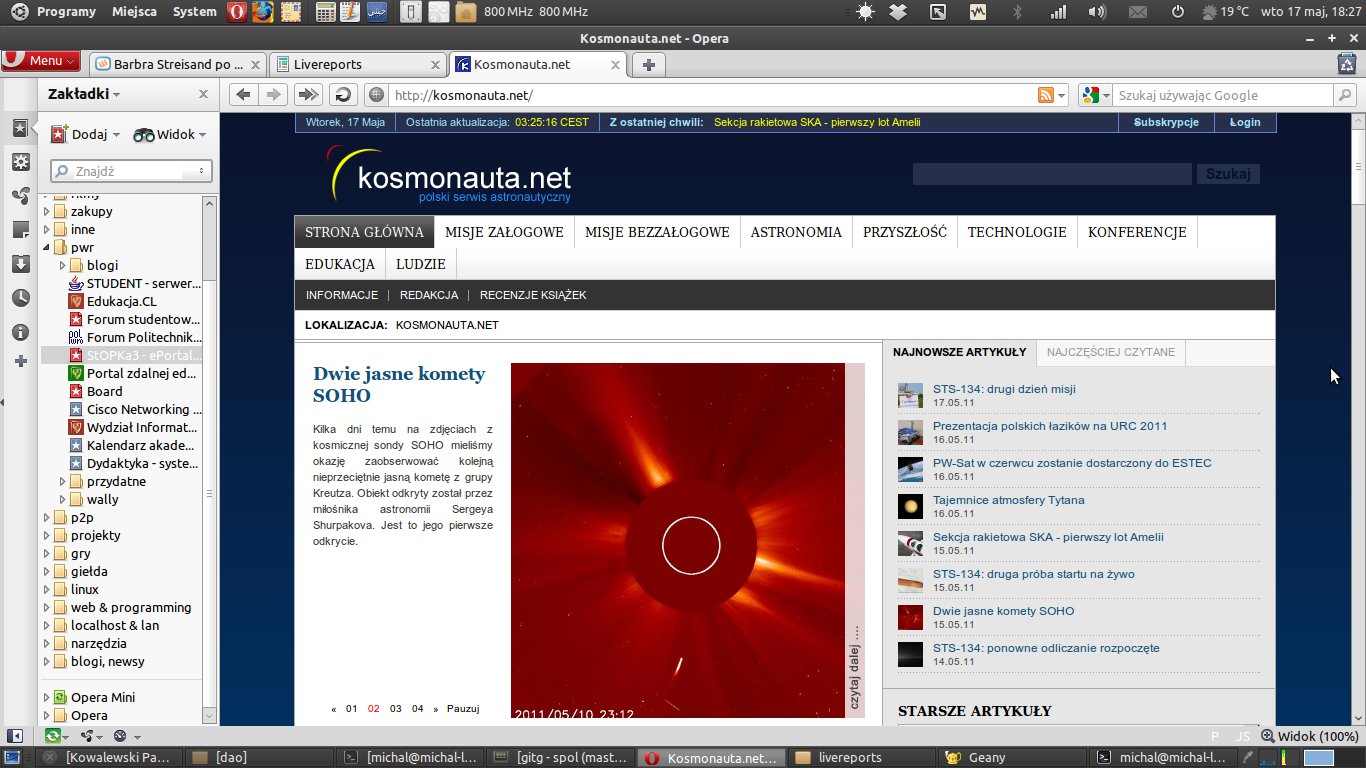 Programy Miejsca System 800 MHz 800 MHz 19 °C wto 17 maj, 18:27
Kosmonauta.net - Opera
Menu Barbra Streisand po ... Livereports Kosmonauta.net
Zakładki http://kosmonauta.net/ Szukaj używając Google
Dodaj Widok
Znajdź
zakupy
inne
pwr
blogi
STUDENT - serwer...
Edukacja.CL
Forum studentow...
Forum Politechnik...
StOPKa3 - ePortal...
Portal zdalnej ed...
Board
Cisco Networking ...
Wydział Informat...
Kalendarz akade...
Dydaktyka - syste...
przydatne
wally
p2p
projekty
gry
giełda
linux
web & programming
localhost & lan
narzędzia
blogi, newsy
Opera Mini
Opera
Wtorek, 17 Maja Ostatnia aktualizacja: 03:25:16 CEST Z ostatniej chwili: Sekcja rakietowa SKA - pierwszy lot Amelii Subskrypcje Login
kosmonauta.net
polski serwis astronautyczny
Szukaj
STRONA GŁÓWNA MISJE ZAŁOGOWE MISJE BEZZAŁOGOWE ASTRONOMIA PRZYSZŁOŚĆ TECHNOLOGIE KONFERENCJE
EDUKACJA LUDZIE
INFORMACJE REDAKCJA RECENZJE KSIĄŻEK
LOKALIZACJA: KOSMONAUTA.NET
Dwie jasne komety
SOHO
Kilka dni temu na zdjęciach z
kosmicznej sondy SOHO mieliśmy
okazję zaobserwować kolejną
nieprzeciętnie jasną kometę z grupy
Kreutza. Obiekt odkryty został przez
miłośnika astronomii Sergeya
Shurpakova. Jest to jego pierwsze
odkrycie.
« 01 02 03 04 » Pauzuj
2011/05/10 23:12
czytaj dalej ....
NAJNOWSZE ARTYKUŁY NAJCZĘŚCIEJ CZYTANE
STS-134: drugi dzień misji
17.05.11
Prezentacja polskich łazików na URC 2011
16.05.11
PW-Sat w czerwcu zostanie dostarczony do ESTEC
16.05.11
Tajemnice atmosfery Tytana
16.05.11
Sekcja rakietowa SKA - pierwszy lot Amelii
15.05.11
STS-134: druga próba startu na żywo
15.05.11
Dwie jasne komety SOHO
15.05.11
STS-134: ponowne odliczanie rozpoczęte
14.05.11
STARSZE ARTYKUŁY
P JS Widok (100%)
[Kowalewski Pa... [dao] [michal@michal-l... [gitg - spol (mast... Kosmonauta.net... livereports Geany michal@michal-l...